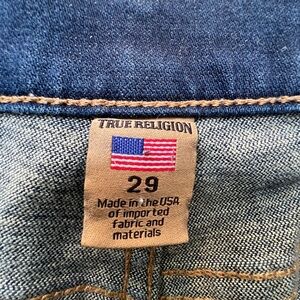 TRUE RELIGION
29
Made in the USA
of imported
fabric and
materials